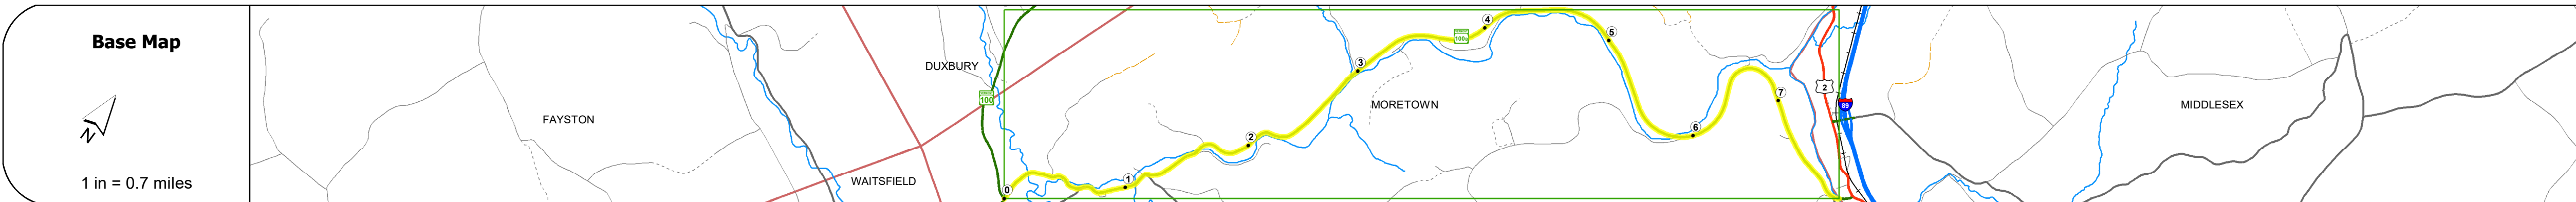 Base Map
N
1 in = 0.7 miles
FAYSTON
DUXBURY
WAITSFIELD
100
0
1
2
3
100B
4
5
MORETOWN
6
7
2
89
MIDDLESEX